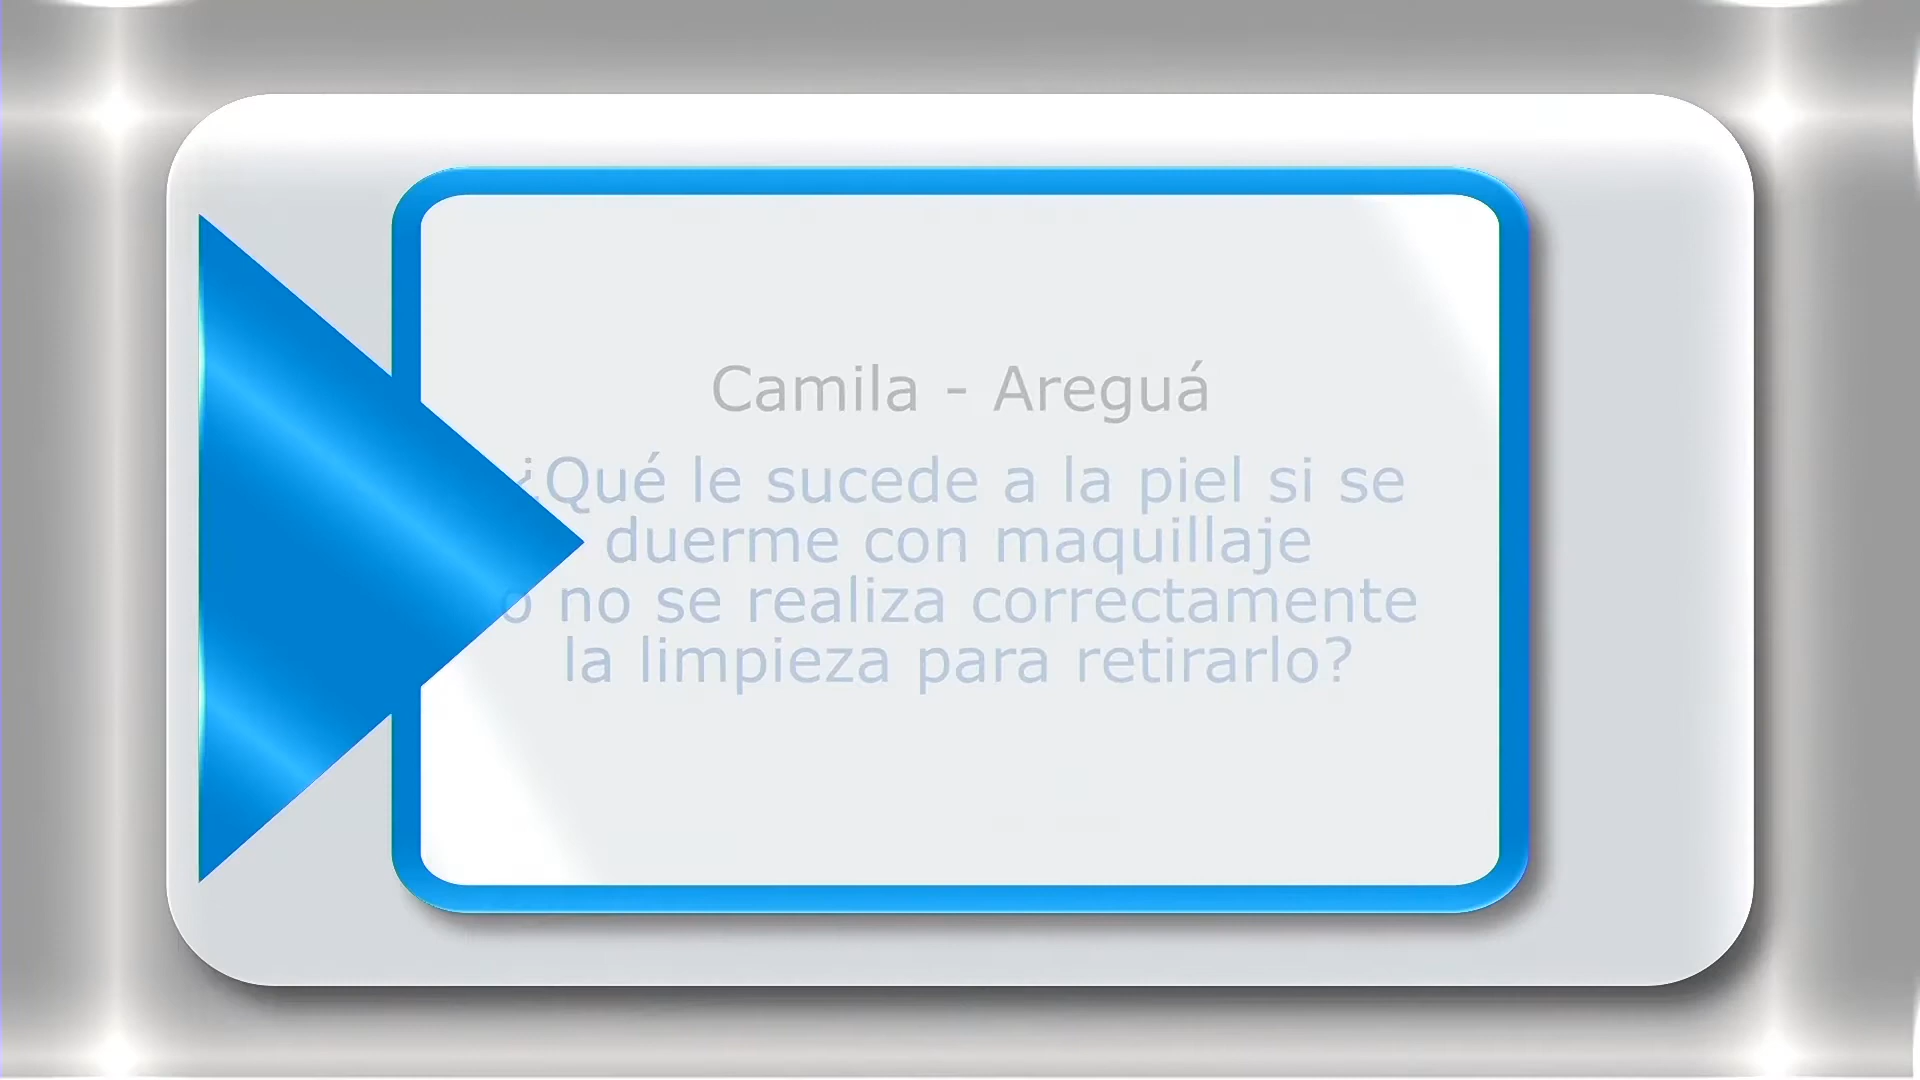 Camila - Areguá
¿Qué le sucede a la piel si se
duerme con maquillaje
o no se realiza correctamente
la limpieza para retirarlo?